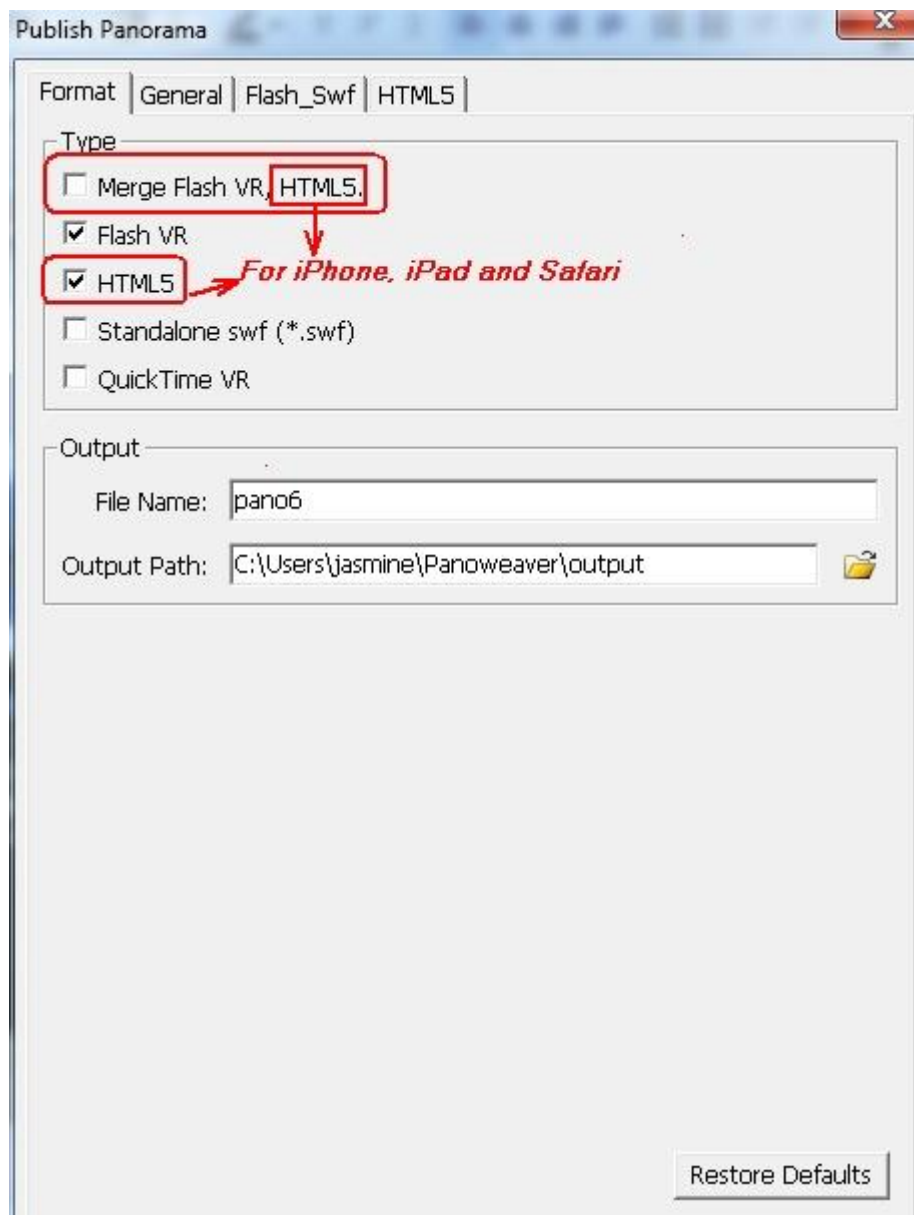 Publish Panorama
Format General Flash_Swf HTML5
Type
Merge Flash VR, HTML5.
Flash VR
HTML5
For iPhone, iPad and Safari
Standalone swf (*.swf)
QuickTime VR
Output
File Name: pano6
Output Path: C:\Users\jasmine\Panoweaver\output
Restore Defaults